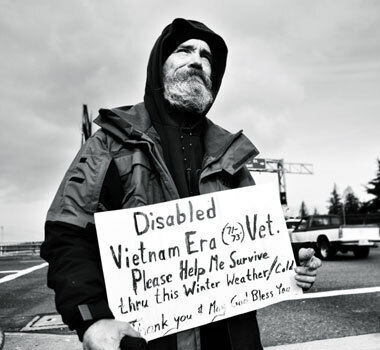 Disabled
Vietnam Era (71-73) Vet.
Please Help Me Survive
thru this Winter Weather/Cold
Thank you & May God Bless You